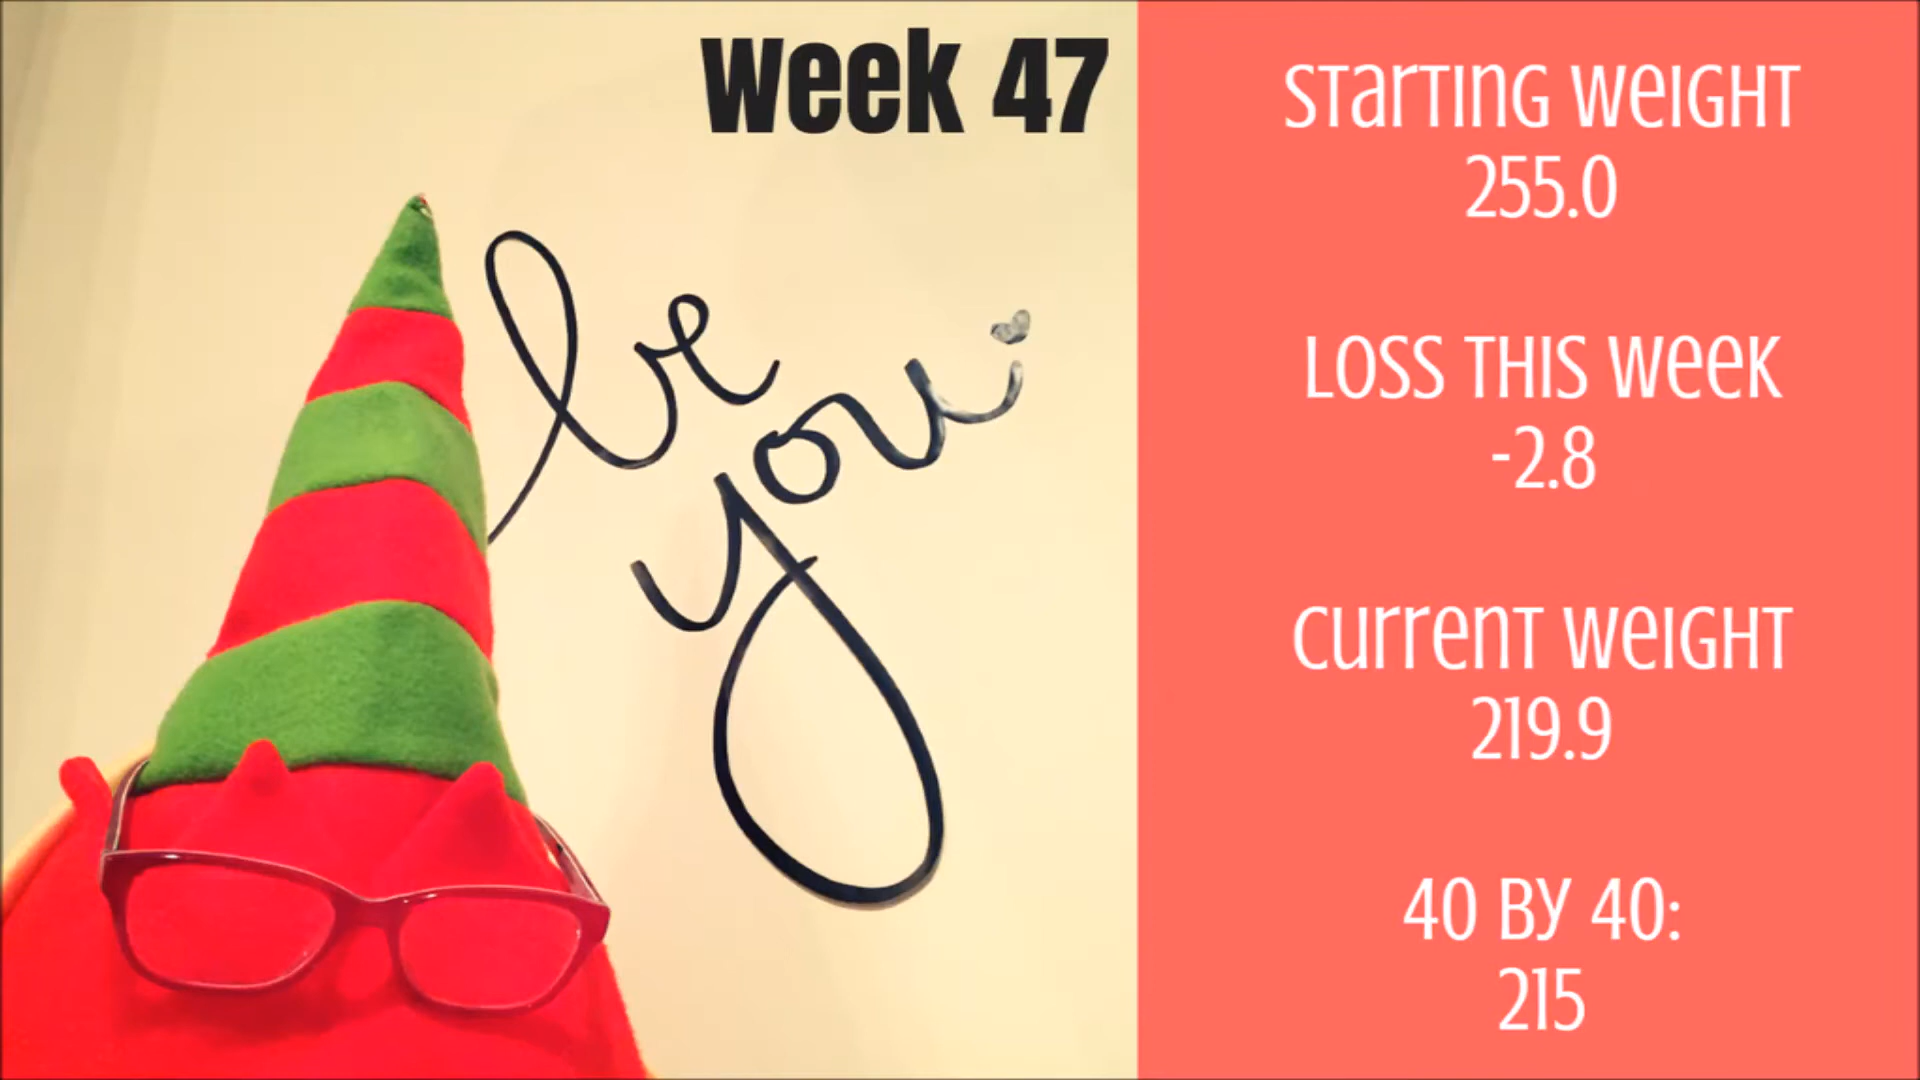 Week 47
be
you
STarTING WeIGHT
255.0
LOSS THIS Week
-2.8
CurrenT WeIGHT
219.9
40 BY 40:
215